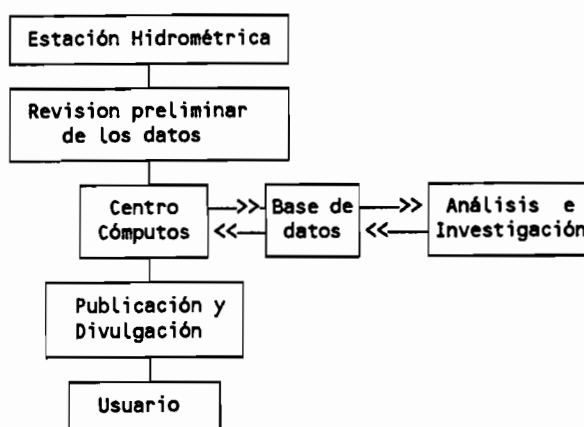 Estación Hidrométrica
Revision preliminar
de los datos
Centro
Cómputos
──>>
<<──
Base de
datos
──>>
<<──
Análisis e
Investigación
Publicación y
Divulgación
Usuario